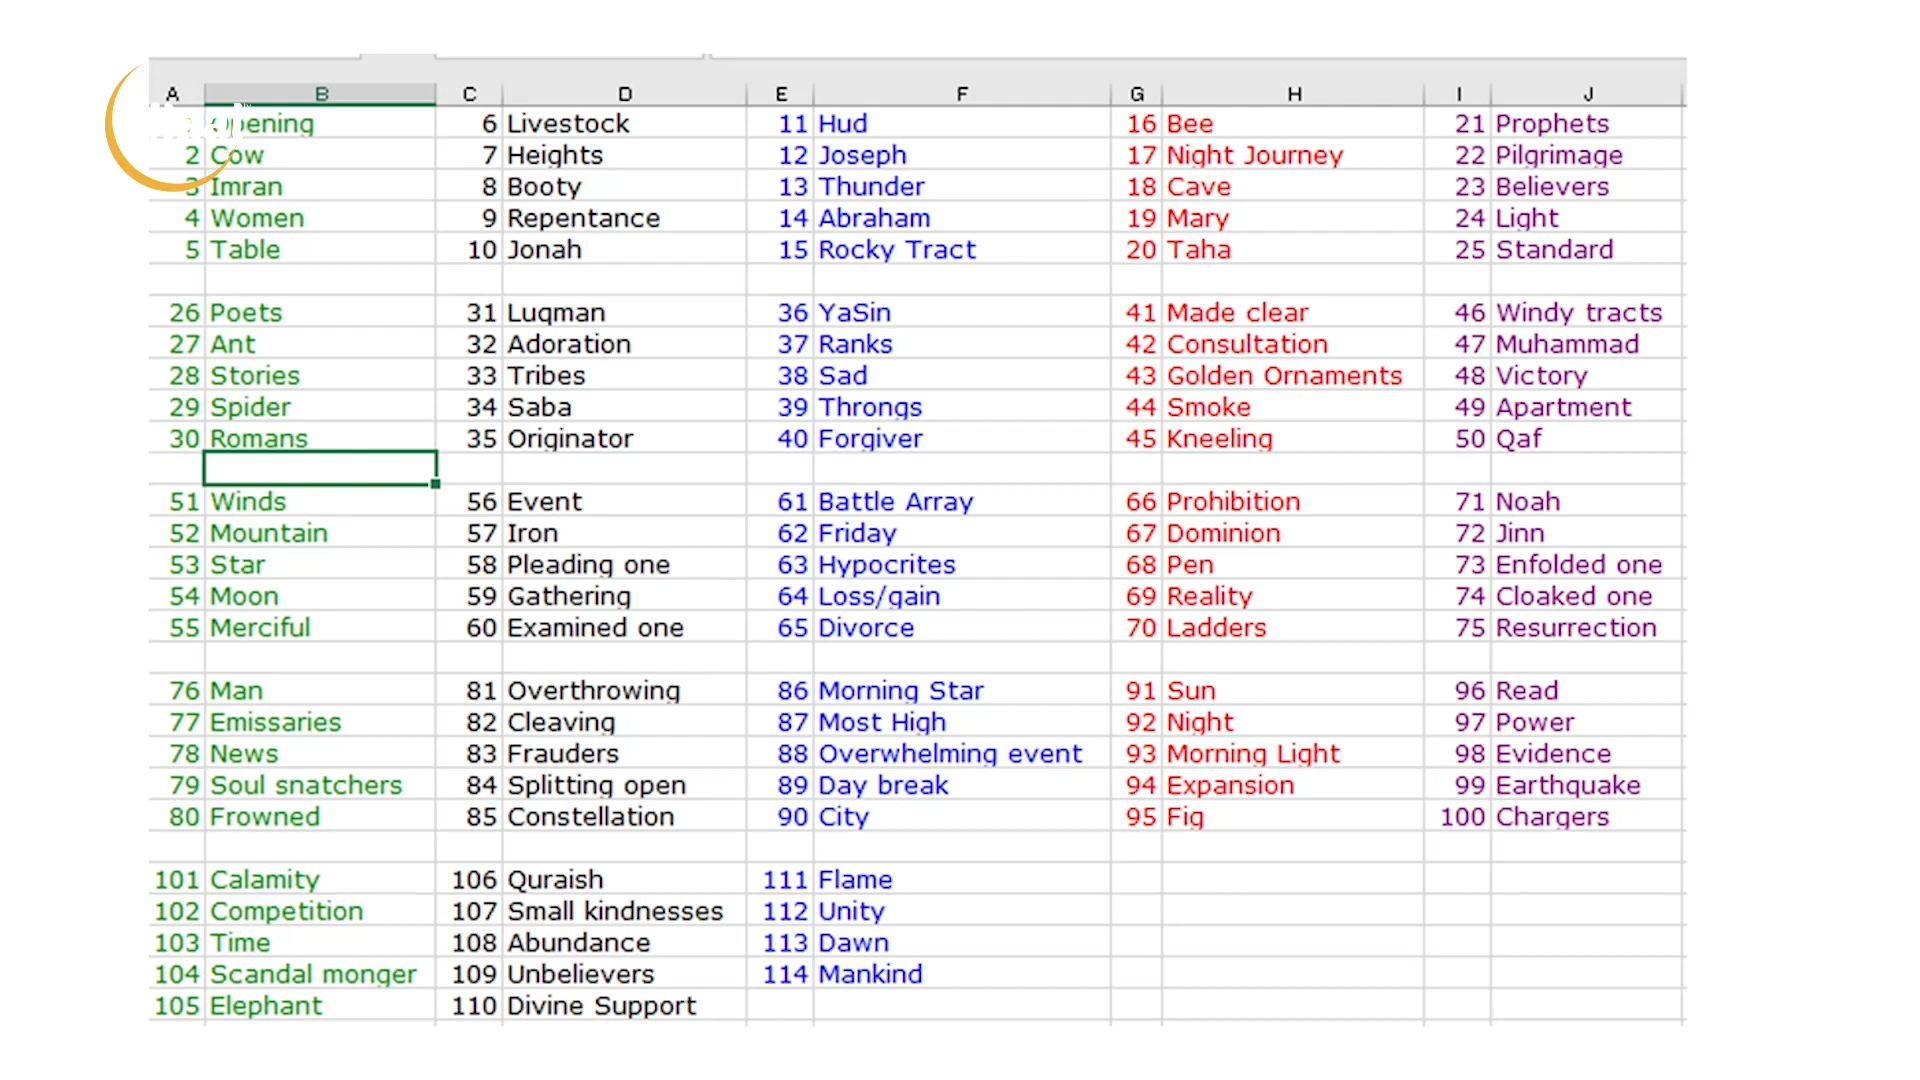 A B C D E F G H I J
Opening 6 Livestock 11 Hud 16 Bee 21 Prophets
2 Cow 7 Heights 12 Joseph 17 Night Journey 22 Pilgrimage
3 Imran 8 Booty 13 Thunder 18 Cave 23 Believers
4 Women 9 Repentance 14 Abraham 19 Mary 24 Light
5 Table 10 Jonah 15 Rocky Tract 20 Taha 25 Standard
26 Poets 31 Luqman 36 YaSin 41 Made clear 46 Windy tracts
27 Ant 32 Adoration 37 Ranks 42 Consultation 47 Muhammad
28 Stories 33 Tribes 38 Sad 43 Golden Ornaments 48 Victory
29 Spider 34 Saba 39 Throngs 44 Smoke 49 Apartment
30 Romans 35 Originator 40 Forgiver 45 Kneeling 50 Qaf
51 Winds 56 Event 61 Battle Array 66 Prohibition 71 Noah
52 Mountain 57 Iron 62 Friday 67 Dominion 72 Jinn
53 Star 58 Pleading one 63 Hypocrites 68 Pen 73 Enfolded one
54 Moon 59 Gathering 64 Loss/gain 69 Reality 74 Cloaked one
55 Merciful 60 Examined one 65 Divorce 70 Ladders 75 Resurrection
76 Man 81 Overthrowing 86 Morning Star 91 Sun 96 Read
77 Emissaries 82 Cleaving 87 Most High 92 Night 97 Power
78 News 83 Frauders 88 Overwhelming event 93 Morning Light 98 Evidence
79 Soul snatchers 84 Splitting open 89 Day break 94 Expansion 99 Earthquake
80 Frowned 85 Constellation 90 City 95 Fig 100 Chargers
101 Calamity 106 Quraish 111 Flame
102 Competition 107 Small kindnesses 112 Unity
103 Time 108 Abundance 113 Dawn
104 Scandal monger 109 Unbelievers 114 Mankind
105 Elephant 110 Divine Support